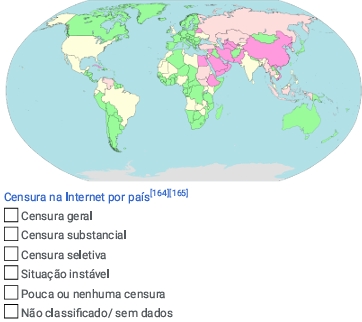 Censura na Internet por país[164][165]
Censura geral
Censura substancial
Censura seletiva
Situação instável
Pouca ou nenhuma censura
Não classificado/ sem dados